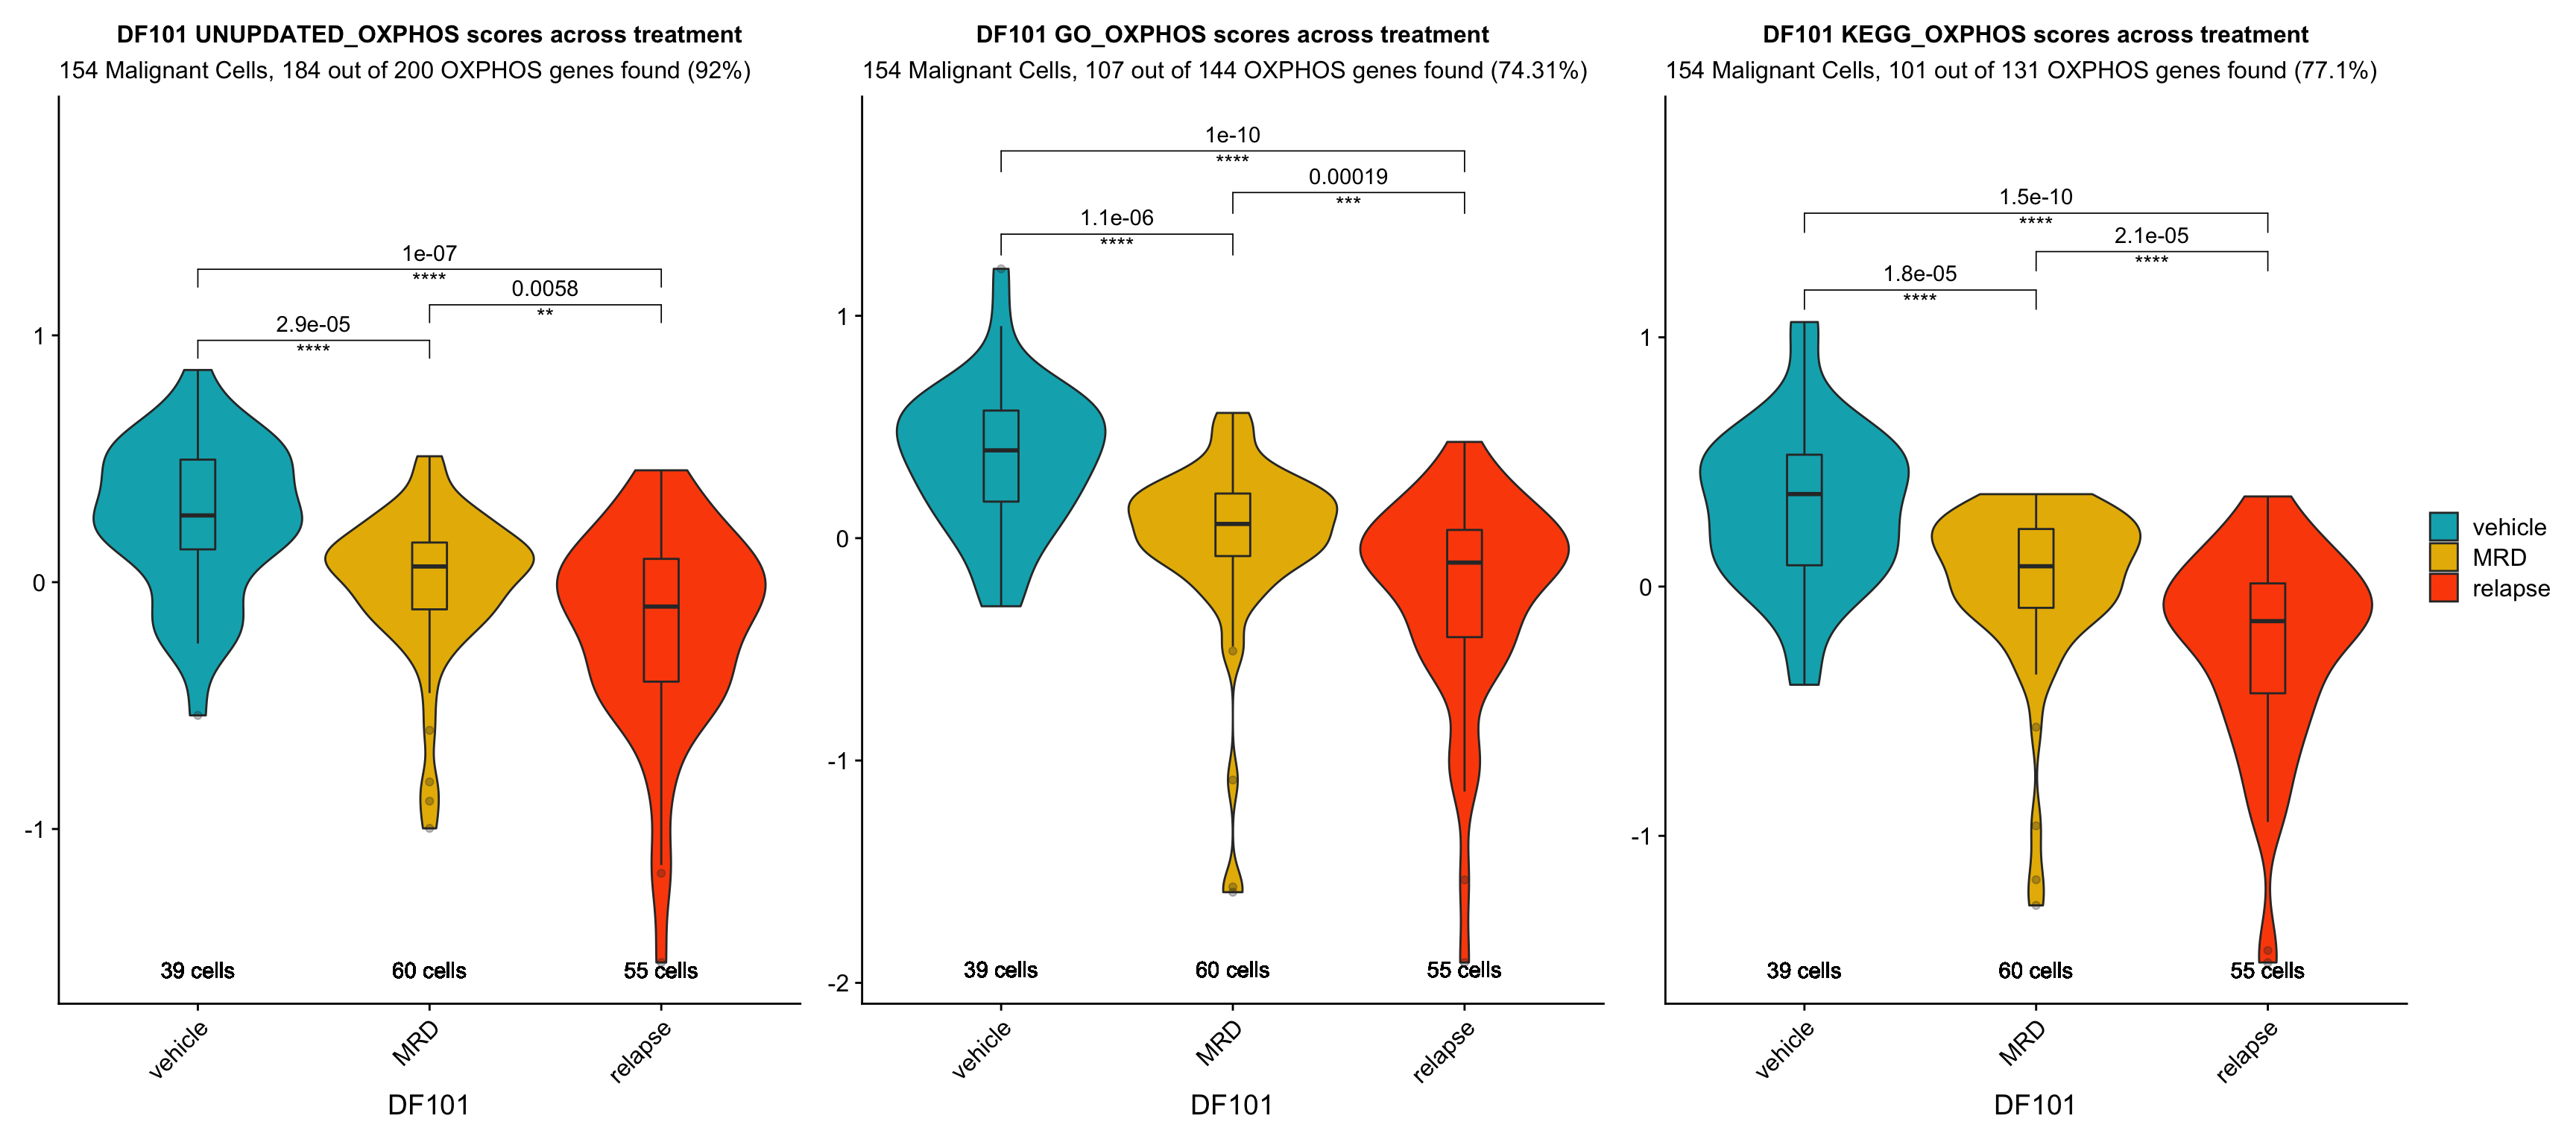 DF101 UNUPDATED_OXPHOS scores across treatment
154 Malignant Cells, 184 out of 200 OXPHOS genes found (92%)
1e-07
****
0.0058
**
2.9e-05
****
1
0
-1
39 cells
60 cells
55 cells
vehicle
MRD
relapse
DF101
DF101 GO_OXPHOS scores across treatment
154 Malignant Cells, 107 out of 144 OXPHOS genes found (74.31%)
1e-10
****
0.00019
***
1.1e-06
****
1
0
-1
-2
39 cells
60 cells
55 cells
vehicle
MRD
relapse
DF101
DF101 KEGG_OXPHOS scores across treatment
154 Malignant Cells, 101 out of 131 OXPHOS genes found (77.1%)
1.5e-10
****
2.1e-05
****
1.8e-05
****
1
0
-1
39 cells
60 cells
55 cells
vehicle
MRD
relapse
DF101
vehicle
MRD
relapse